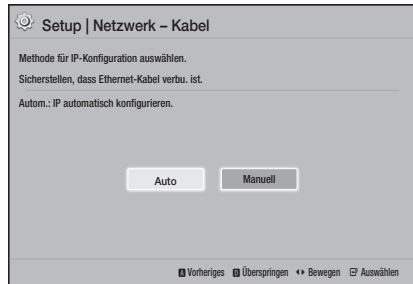 Setup | Netzwerk – Kabel
Methode für IP-Konfiguration auswählen.
Sicherstellen, dass Ethernet-Kabel verbu. ist.
Autom.: IP automatisch konfigurieren.
Auto Manuell
A Vorheriges D Überspringen Bewegen Auswählen